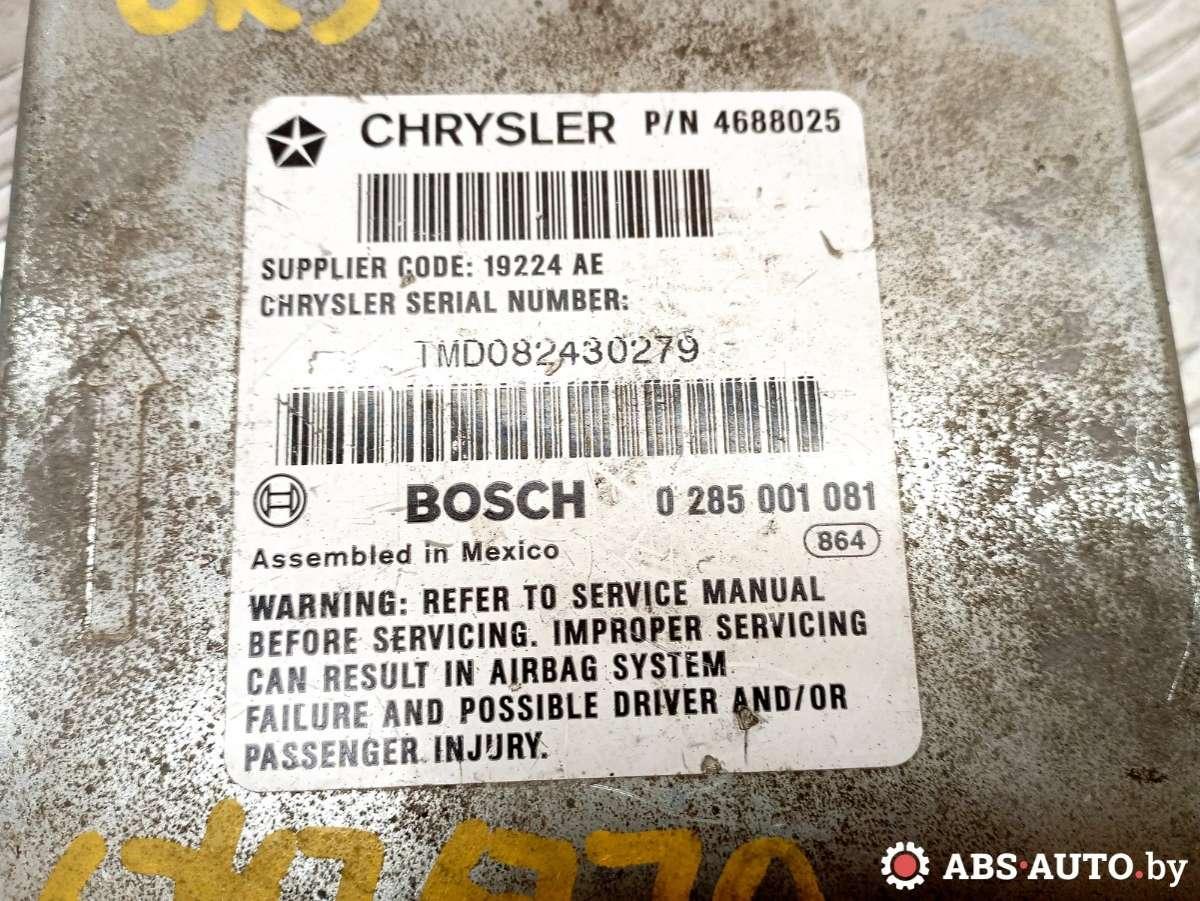 CHRYSLER P/N 4688025
SUPPLIER CODE: 19224 AE
CHRYSLER SERIAL NUMBER:
TMD082430279
BOSCH 0 285 001 081
Assembled in Mexico 864
WARNING: REFER TO SERVICE MANUAL
BEFORE SERVICING. IMPROPER SERVICING
CAN RESULT IN AIRBAG SYSTEM
FAILURE AND POSSIBLE DRIVER AND/OR
PASSENGER INJURY.
ABS-AUTO.by